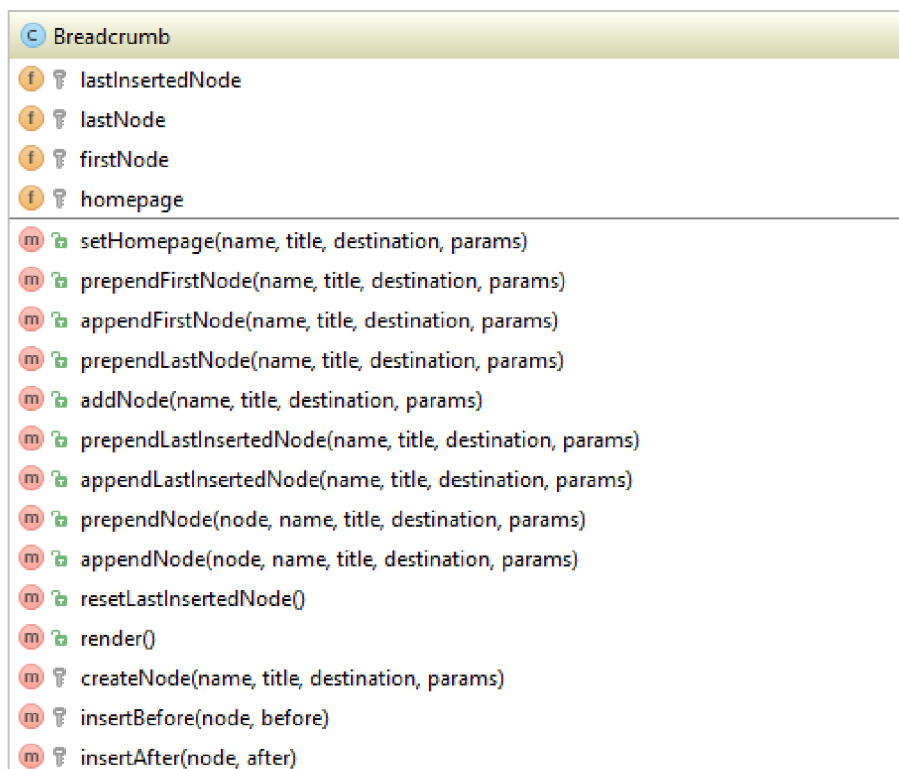 C Breadcrumb
f lastInsertedNode
f lastNode
f firstNode
f homepage
m setHomepage(name, title, destination, params)
m prependFirstNode(name, title, destination, params)
m appendFirstNode(name, title, destination, params)
m prependLastNode(name, title, destination, params)
m addNode(name, title, destination, params)
m prependLastInsertedNode(name, title, destination, params)
m appendLastInsertedNode(name, title, destination, params)
m prependNode(node, name, title, destination, params)
m appendNode(node, name, title, destination, params)
m resetLastInsertedNode()
m render()
m createNode(name, title, destination, params)
m insertBefore(node, before)
m insertAfter(node, after)